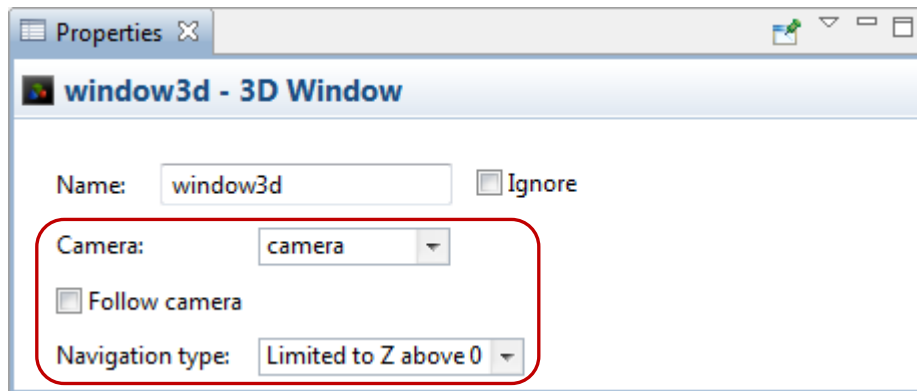 Properties
window3d - 3D Window
Name: window3d Ignore
Camera: camera
Follow camera
Navigation type: Limited to Z above 0